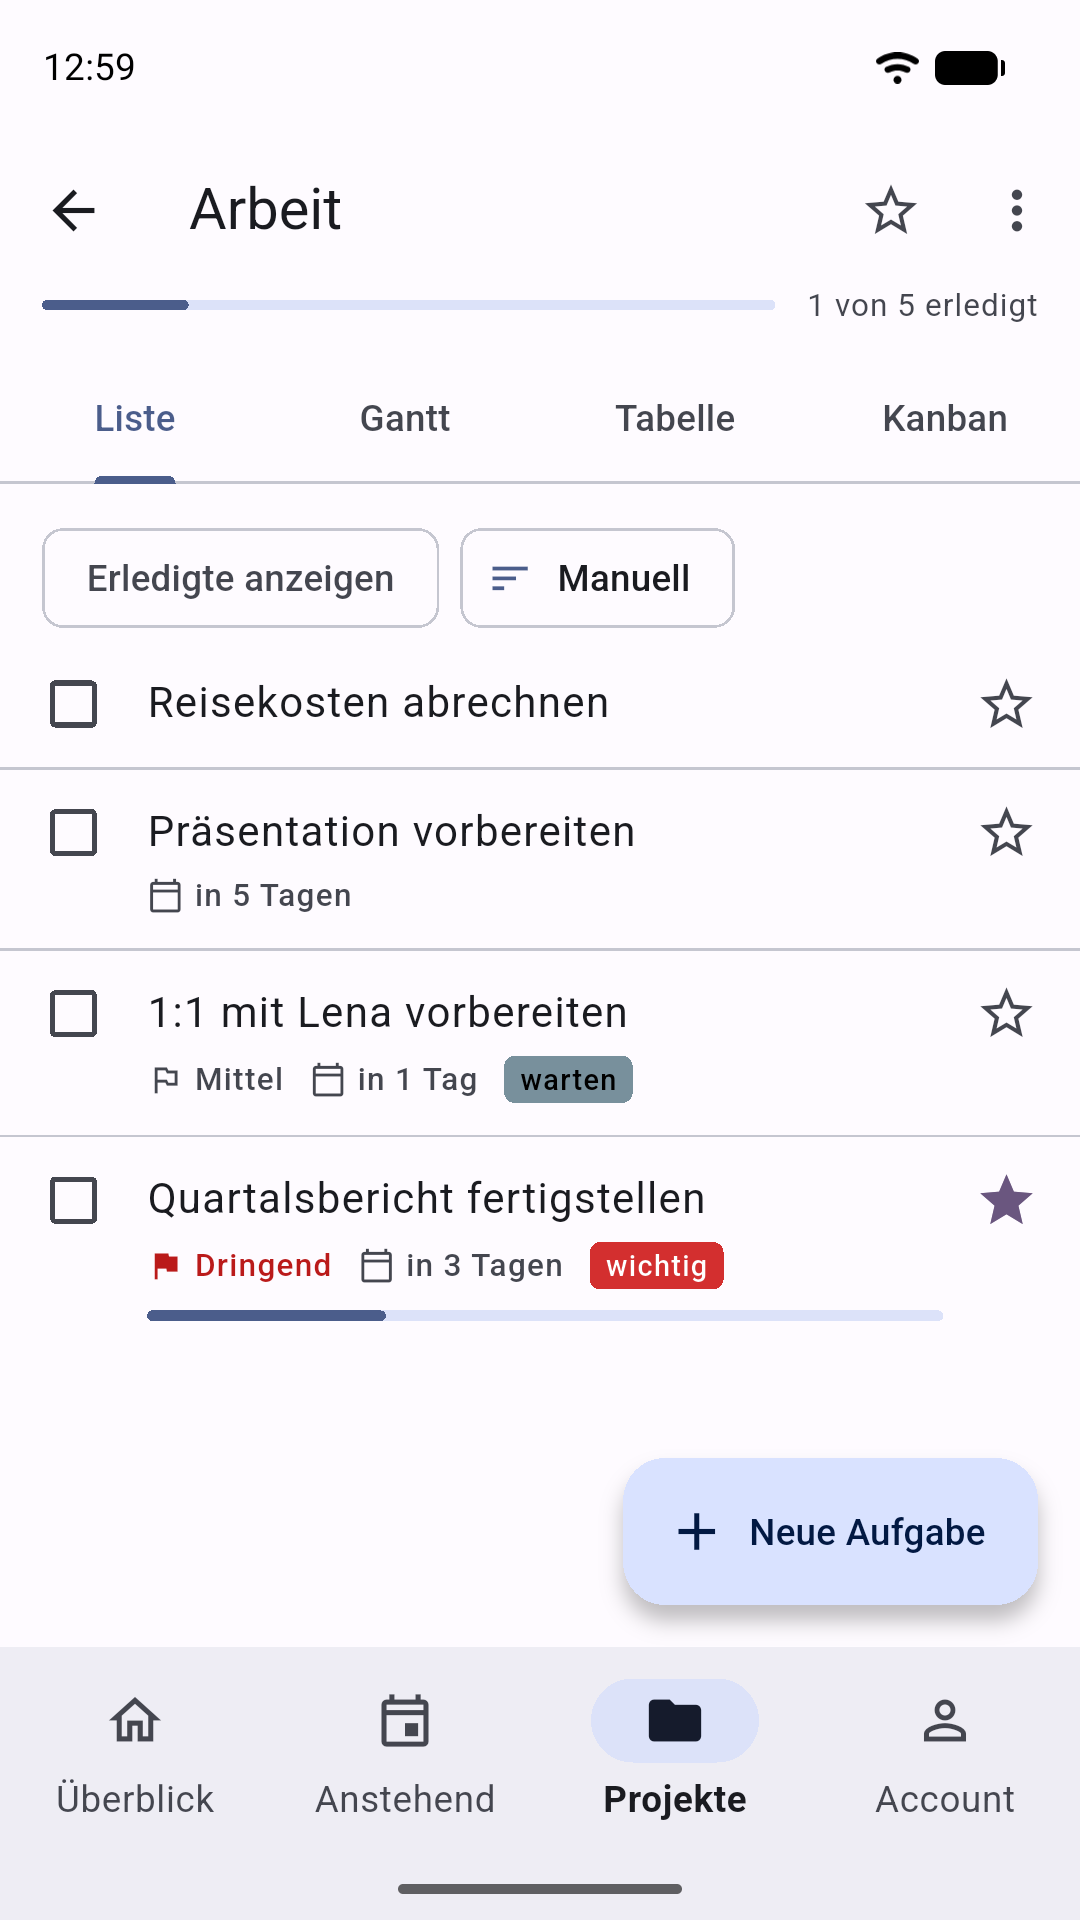 12:59
Arbeit
1 von 5 erledigt
Liste Gantt Tabelle Kanban
Erledigte anzeigen Manuell
Reisekosten abrechnen
Präsentation vorbereiten
in 5 Tagen
1:1 mit Lena vorbereiten
Mittel in 1 Tag warten
Quartalsbericht fertigstellen
Dringend in 3 Tagen wichtig
Neue Aufgabe
Überblick Anstehend Projekte Account